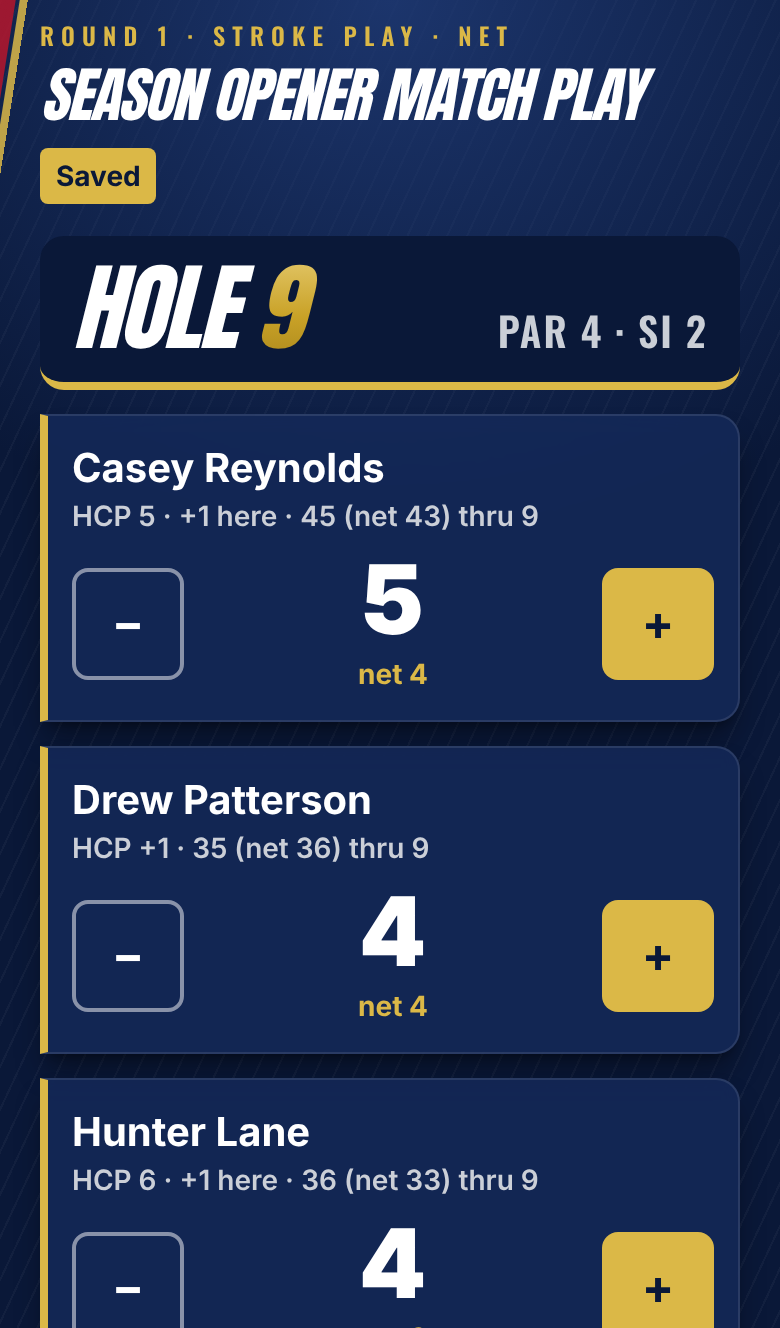 ROUND 1 · STROKE PLAY · NET
SEASON OPENER MATCH PLAY
Saved
HOLE 9
PAR 4 · SI 2
Casey Reynolds
HCP 5 · +1 here · 45 (net 43) thru 9
−
5
+
net 4
Drew Patterson
HCP +1 · 35 (net 36) thru 9
−
4
+
net 4
Hunter Lane
HCP 6 · +1 here · 36 (net 33) thru 9
−
4
+